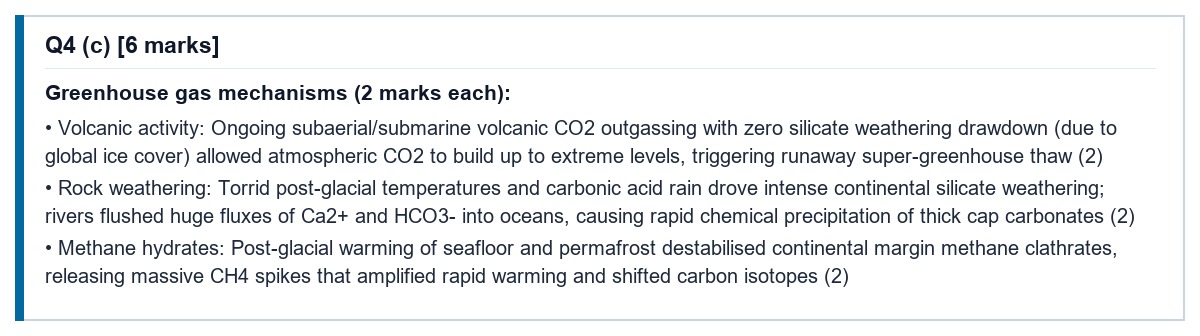 Q4 (c) [6 marks]
Greenhouse gas mechanisms (2 marks each):
• Volcanic activity: Ongoing subaerial/submarine volcanic CO2 outgassing with zero silicate weathering drawdown (due to
global ice cover) allowed atmospheric CO2 to build up to extreme levels, triggering runaway super-greenhouse thaw (2)
• Rock weathering: Torrid post-glacial temperatures and carbonic acid rain drove intense continental silicate weathering;
rivers flushed huge fluxes of Ca2+ and HCO3- into oceans, causing rapid chemical precipitation of thick cap carbonates (2)
• Methane hydrates: Post-glacial warming of seafloor and permafrost destabilised continental margin methane clathrates,
releasing massive CH4 spikes that amplified rapid warming and shifted carbon isotopes (2)